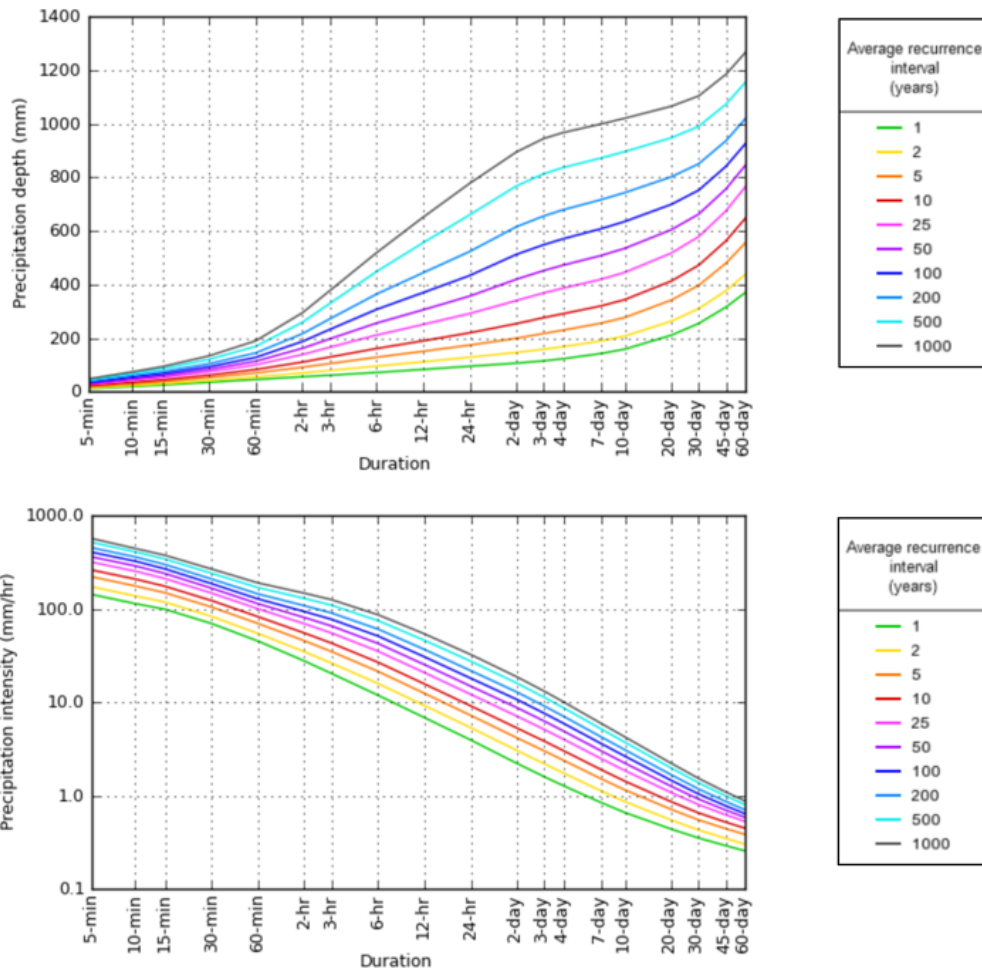 1400
1200
1000
800
600
400
200
0
Precipitation depth (mm)
5-min
10-min
15-min
30-min
60-min
2-hr
3-hr
6-hr
12-hr
24-hr
2-day
3-day
4-day
7-day
10-day
20-day
30-day
45-day
60-day
Duration
Average recurrence
interval
(years)
1
2
5
10
25
50
100
200
500
1000
1000.0
100.0
10.0
1.0
0.1
Precipitation intensity (mm/hr)
5-min
10-min
15-min
30-min
60-min
2-hr
3-hr
6-hr
12-hr
24-hr
2-day
3-day
4-day
7-day
10-day
20-day
30-day
45-day
60-day
Duration
Average recurrence
interval
(years)
1
2
5
10
25
50
100
200
500
1000